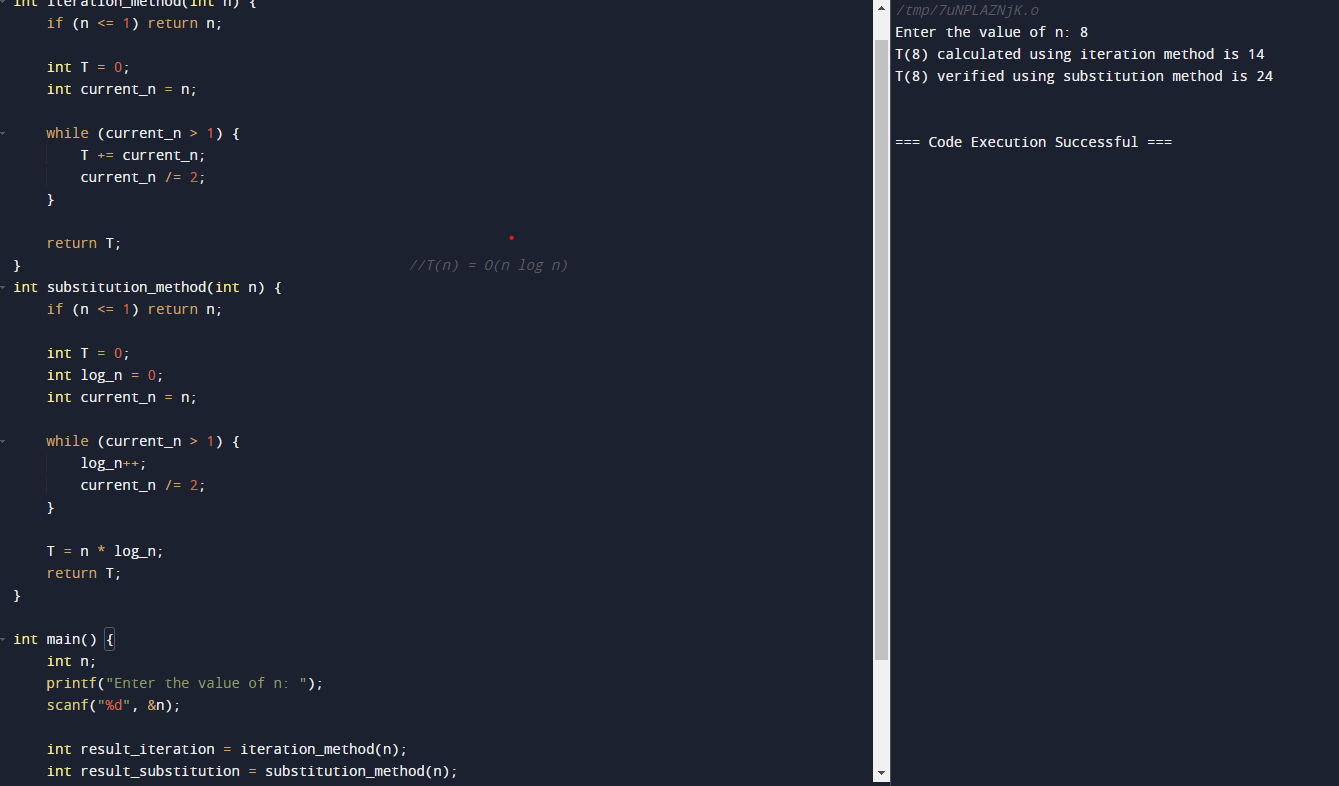 int iteration_method(int n) {
if (n <= 1) return n;
int T = 0;
int current_n = n;
while (current_n > 1) {
T += current_n;
current_n /= 2;
}
return T;
}
//T(n) = O(n log n)
int substitution_method(int n) {
if (n <= 1) return n;
int T = 0;
int log_n = 0;
int current_n = n;
while (current_n > 1) {
log_n++;
current_n /= 2;
}
T = n * log_n;
return T;
}
int main() {
int n;
printf("Enter the value of n: ");
scanf("%d", &n);
int result_iteration = iteration_method(n);
int result_substitution = substitution_method(n);
/tmp/7uNPLAZNjK.o
Enter the value of n: 8
T(8) calculated using iteration method is 14
T(8) verified using substitution method is 24
=== Code Execution Successful ===